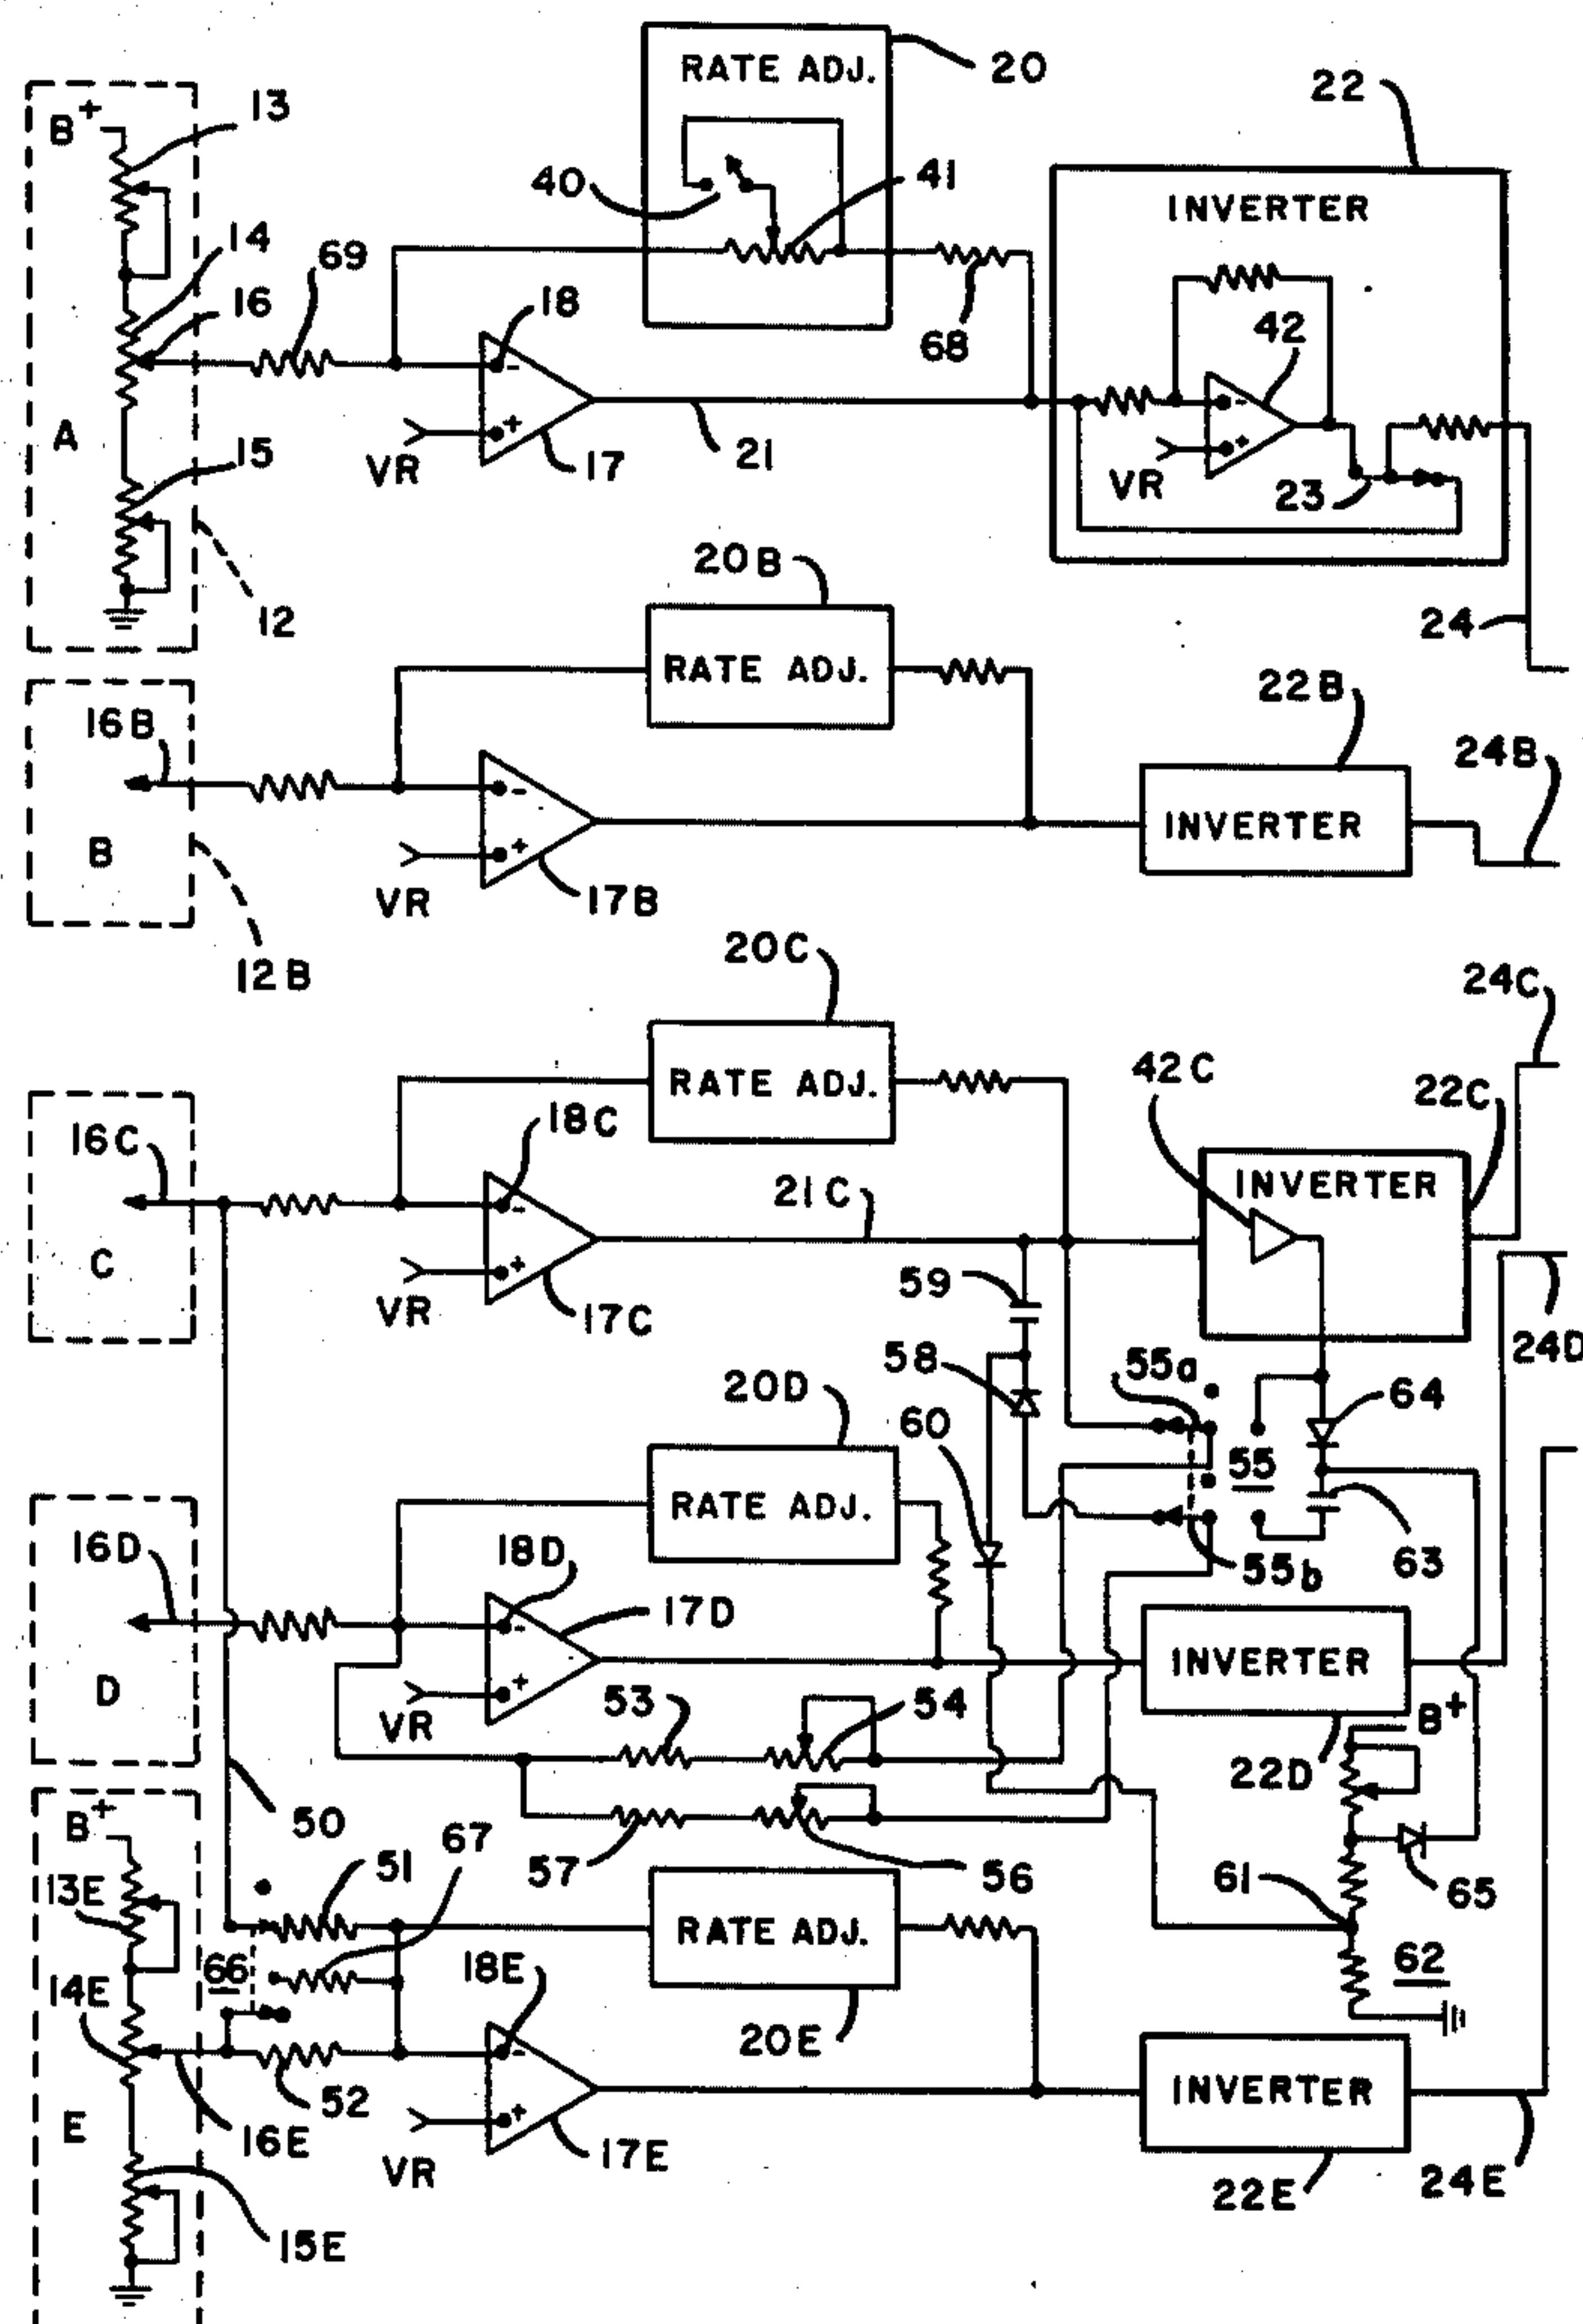 RATE ADJ.
20
22
B+
13
40
41
INVERTER
14
69
16
18
68
42
A
15
VR
17
21
VR
23
12
20B
24
RATE ADJ.
22B
16B
24B
INVERTER
B
VR
17B
12B
20C
24C
RATE ADJ.
42C
22C
16C
18C
INVERTER
21C
C
59
VR
17C
24D
58
55a
20D
64
60
55
RATE ADJ.
16D
18D
55b
63
17D
INVERTER
D
VR
53
54
B+
22D
50
B+
67
51
57
56
61
65
13E
RATE ADJ.
66
18E
62
14E
20E
52
INVERTER
E
16E
VR
17E
22E
24E
15E